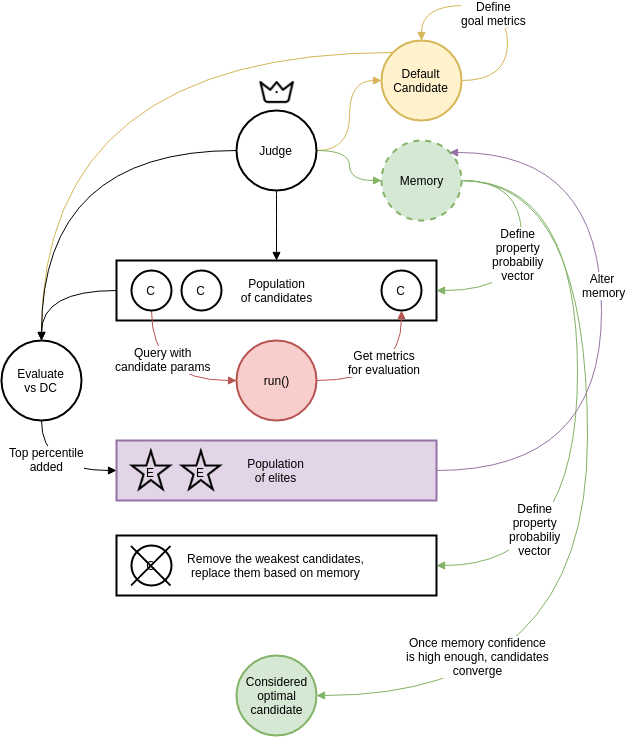 Define
goal metrics
Default
Candidate
Judge
Memory
Define
property
probabiliy
vector
Alter
memory
C
C
Population
of candidates
C
Query with
candidate params
run()
Get metrics
for evaluation
Evaluate
vs DC
Top percentile
added
E
E
Population
of elites
Define
property
probabiliy
vector
C
Remove the weakest candidates,
replace them based on memory
Once memory confidence
is high enough, candidates
converge
Considered
optimal
candidate